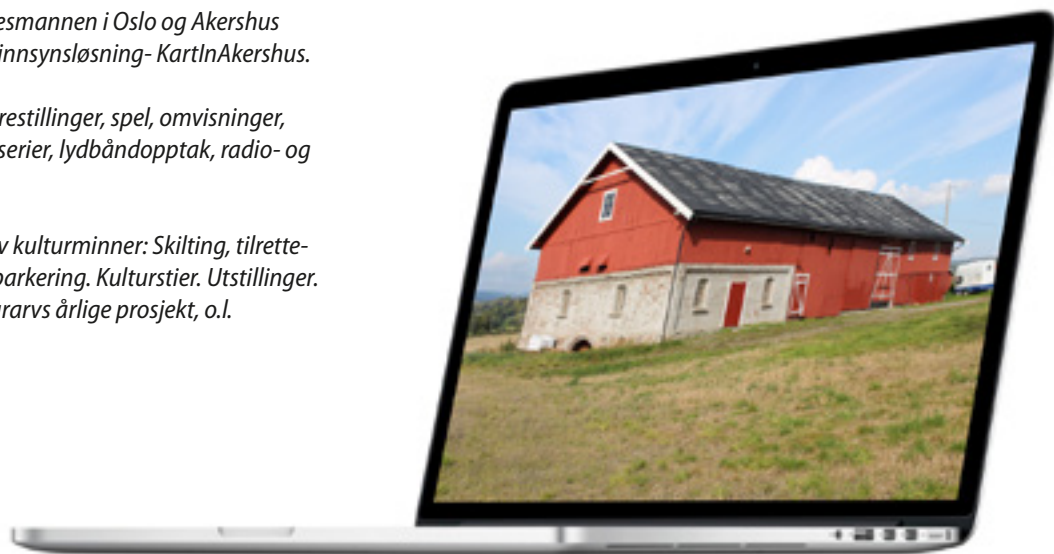 esmannen i Oslo og Akershus
innsynsløsning- KartInAkershus.
restillinger, spel, omvisninger,
serier, lydbåndopptak, radio- og
v kulturminner: Skilting, tilrette-
parkering. Kulturstier. Utstillinger.
rarvs årlige prosjekt, o.l.